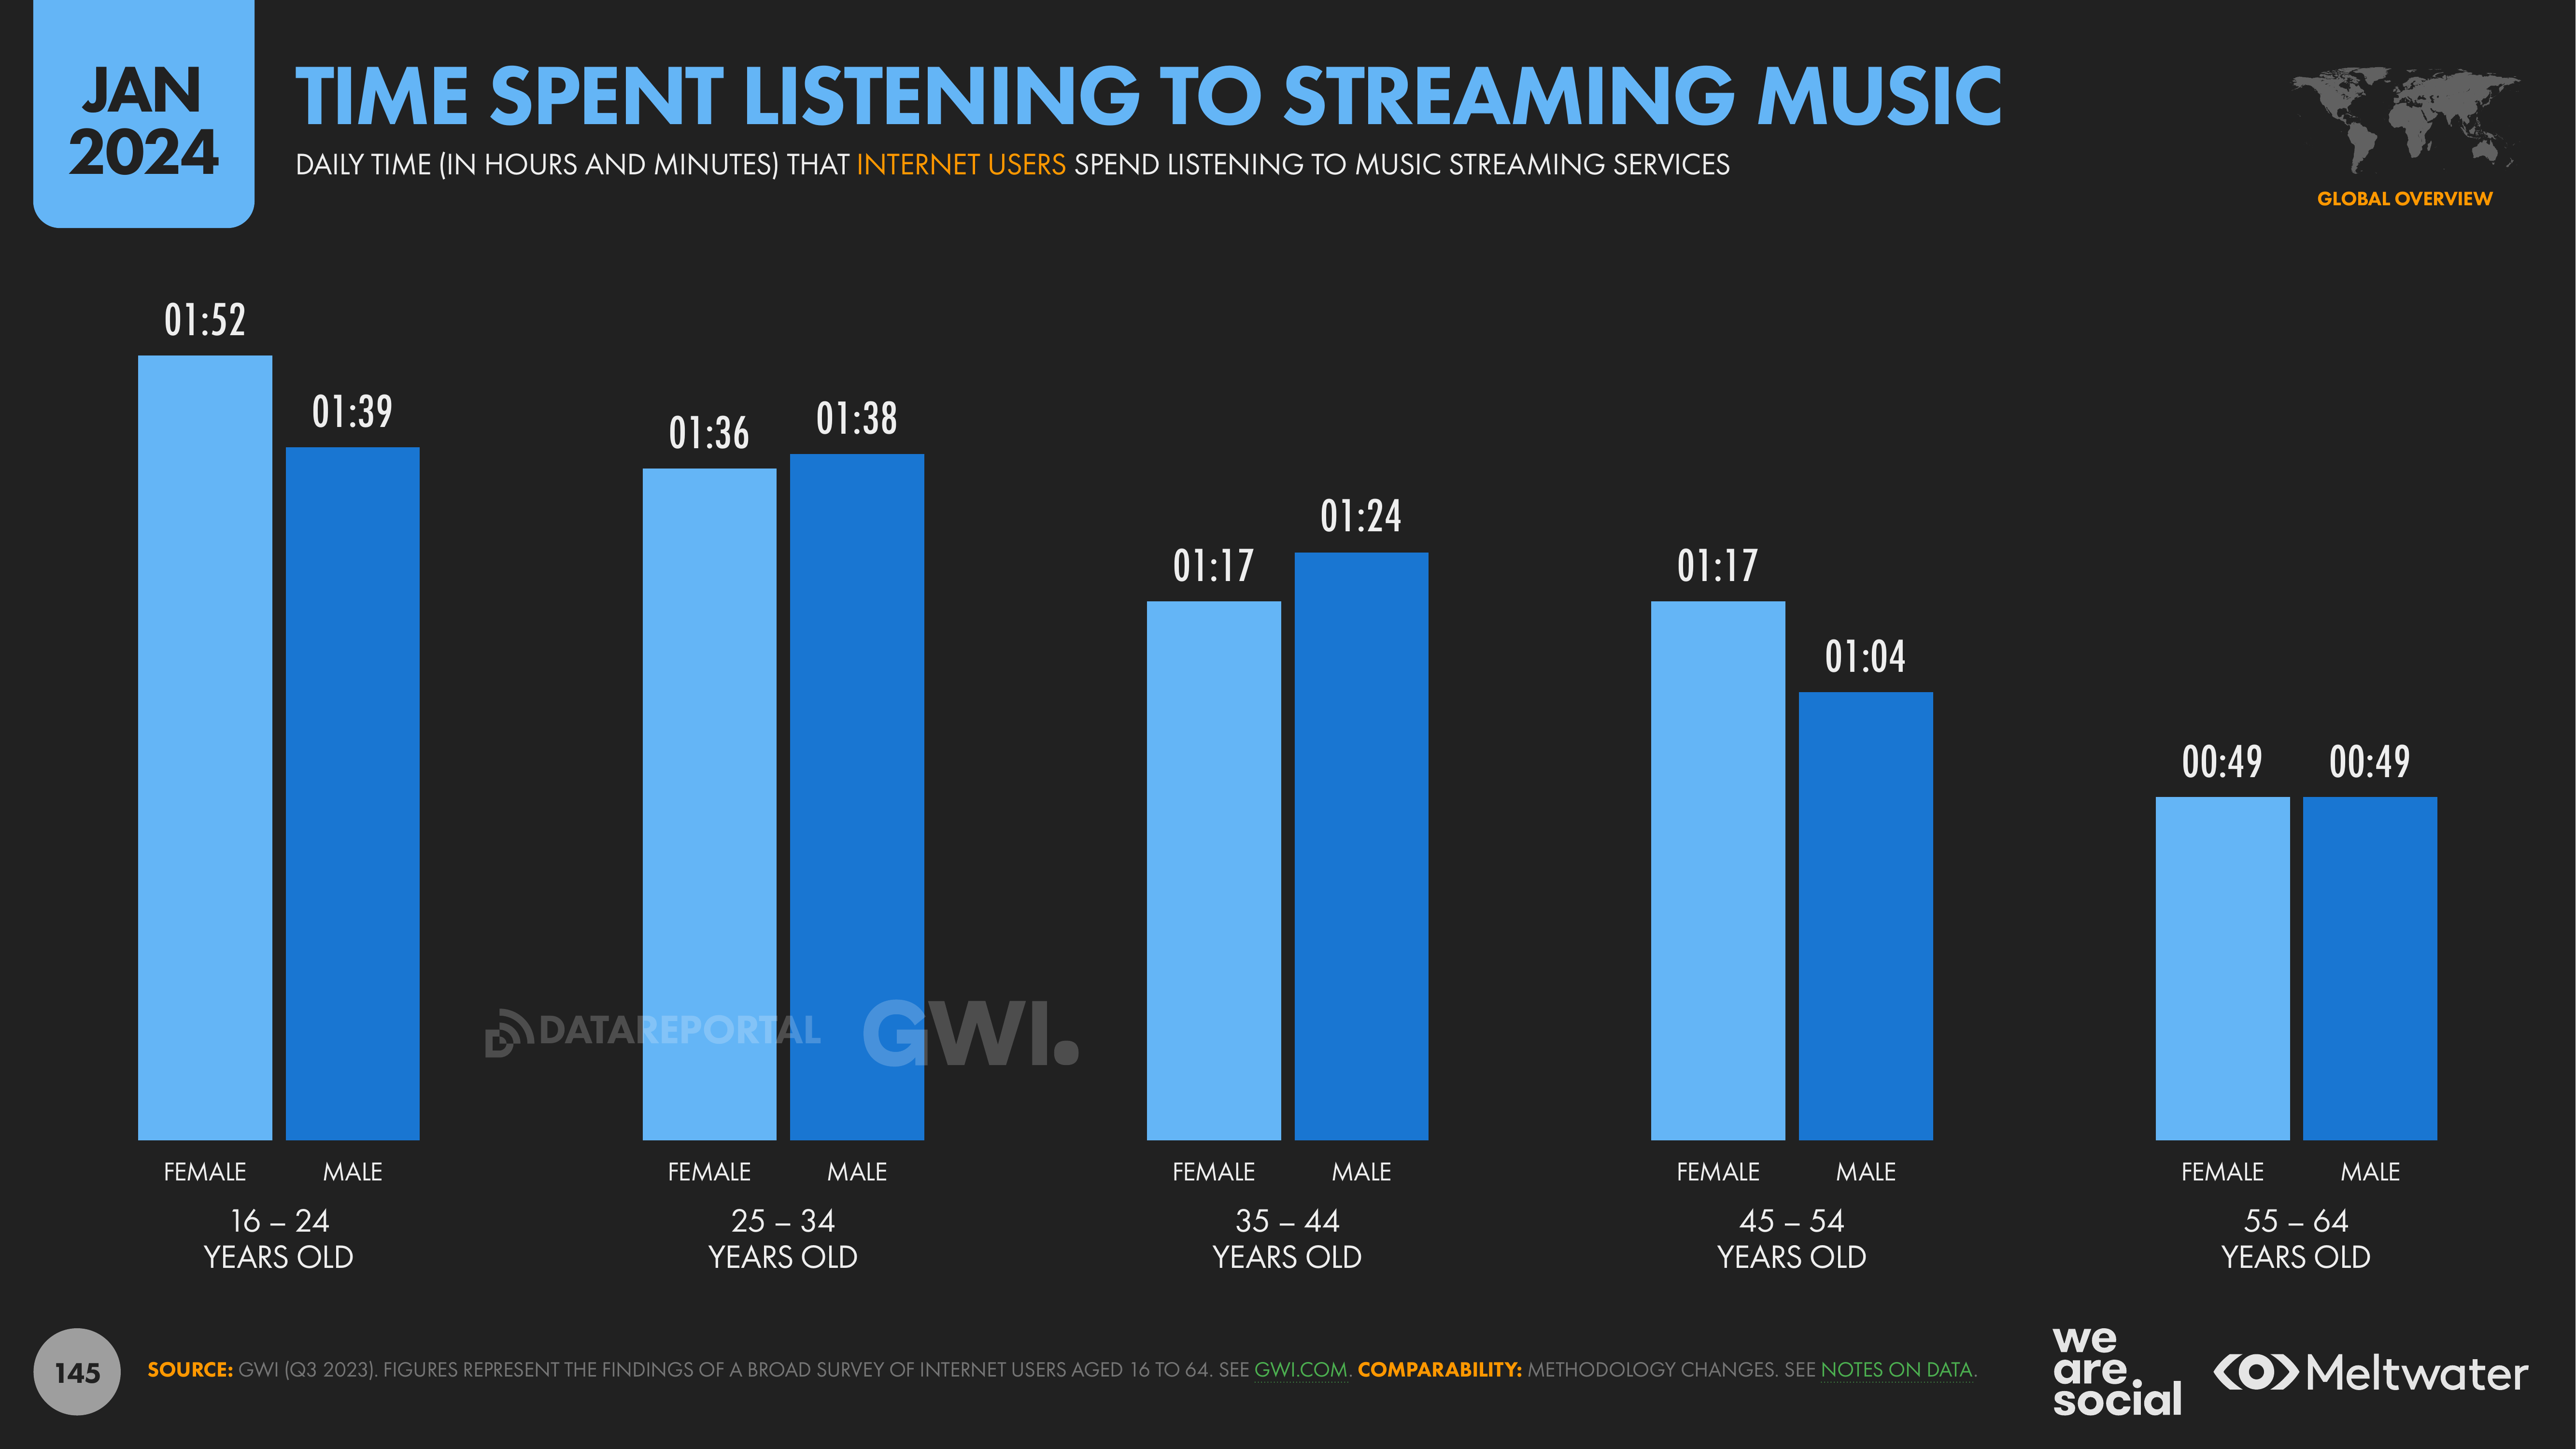 JAN
2024
TIME SPENT LISTENING TO STREAMING MUSIC
DAILY TIME (IN HOURS AND MINUTES) THAT INTERNET USERS SPEND LISTENING TO MUSIC STREAMING SERVICES
GLOBAL OVERVIEW
01:52
01:39
01:36
01:38
01:17
01:24
01:17
01:04
00:49
00:49
DATAREPORTAL
GWI.
FEMALE MALE FEMALE MALE FEMALE MALE FEMALE MALE FEMALE MALE
16 – 24
YEARS OLD
25 – 34
YEARS OLD
35 – 44
YEARS OLD
45 – 54
YEARS OLD
55 – 64
YEARS OLD
145
SOURCE: GWI (Q3 2023). FIGURES REPRESENT THE FINDINGS OF A BROAD SURVEY OF INTERNET USERS AGED 16 TO 64. SEE GWI.COM. COMPARABILITY: METHODOLOGY CHANGES. SEE NOTES ON DATA.
we
are
social
Meltwater